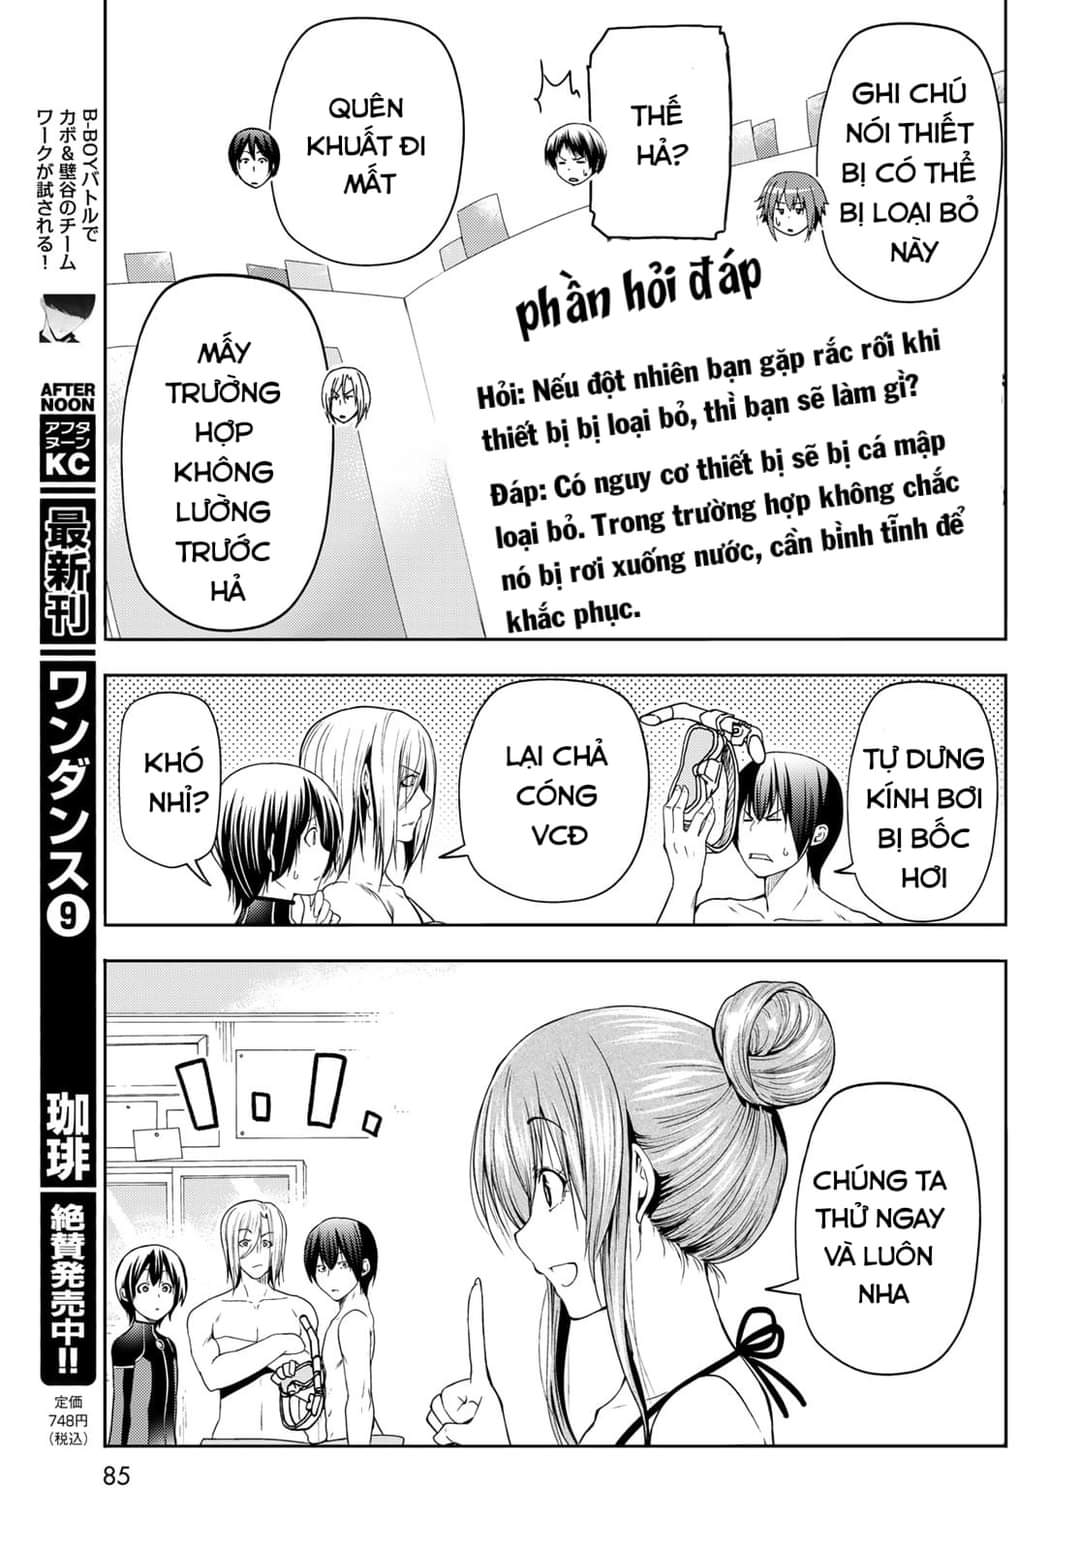 GHI CHÚ
NÓI THIẾT
BỊ CÓ THỂ
BỊ LOẠI BỎ
NÀY
THẾ
HẢ?
QUÊN
KHUẤT ĐI
MẤT
MẤY
TRƯỜNG
HỢP
KHÔNG
LƯỜNG
TRƯỚC
HẢ
phần hỏi đáp
Hỏi: Nếu đột nhiên bạn gặp rắc rối khi
thiết bị bị loại bỏ, thì bạn sẽ làm gì?
Đáp: Có nguy cơ thiết bị sẽ bị cá mập
loại bỏ. Trong trường hợp không chắc
nó bị rơi xuống nước, cần bình tĩnh để
khắc phục.
TỰ DƯNG
KÍNH BƠI
BỊ BỐC
HƠI
LẠI CHẢ
CÓNG
VCĐ
KHÓ
NHỈ?
CHÚNG TA
THỬ NGAY
VÀ LUÔN
NHA
B-BOYバトルで
カボ&壁谷のチーム
ワークが試される!
AFTER
NOON
アフタ
ヌーン
KC
最新刊
ワンダンス⑨
珈琲
絶賛発売中!!
定価
748円
(税込)
85